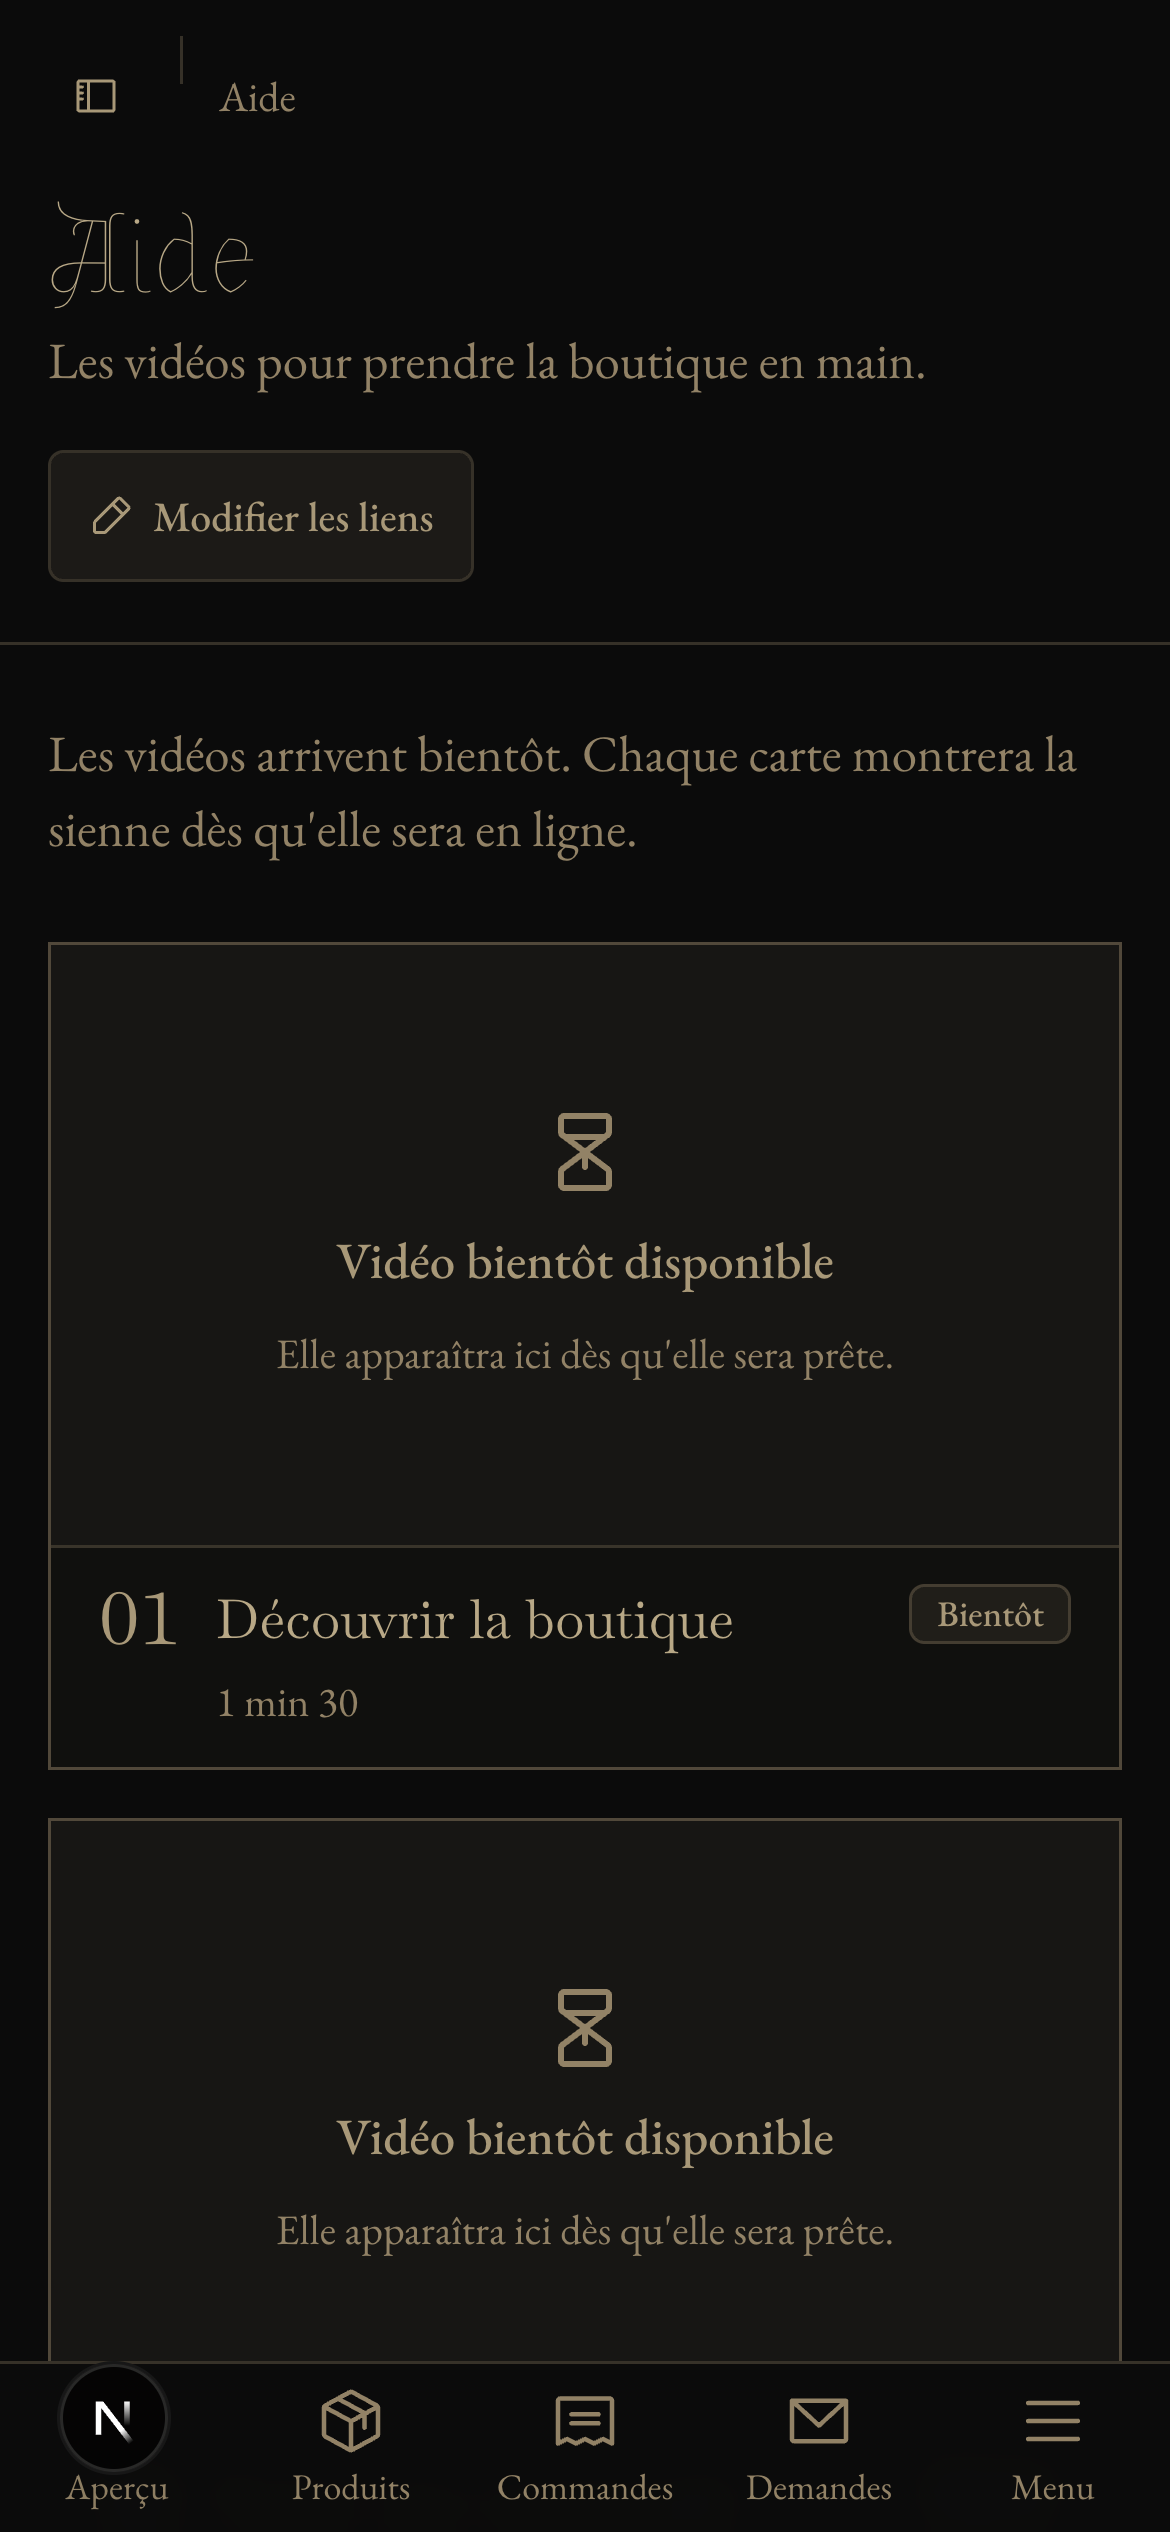 Aide
Aide
Les vidéos pour prendre la boutique en main.
Modifier les liens
Les vidéos arrivent bientôt. Chaque carte montrera la
sienne dès qu'elle sera en ligne.
Vidéo bientôt disponible
Elle apparaîtra ici dès qu'elle sera prête.
01 Découvrir la boutique Bientôt
1 min 30
Vidéo bientôt disponible
Elle apparaîtra ici dès qu'elle sera prête.
N
Aperçu Produits Commandes Demandes Menu